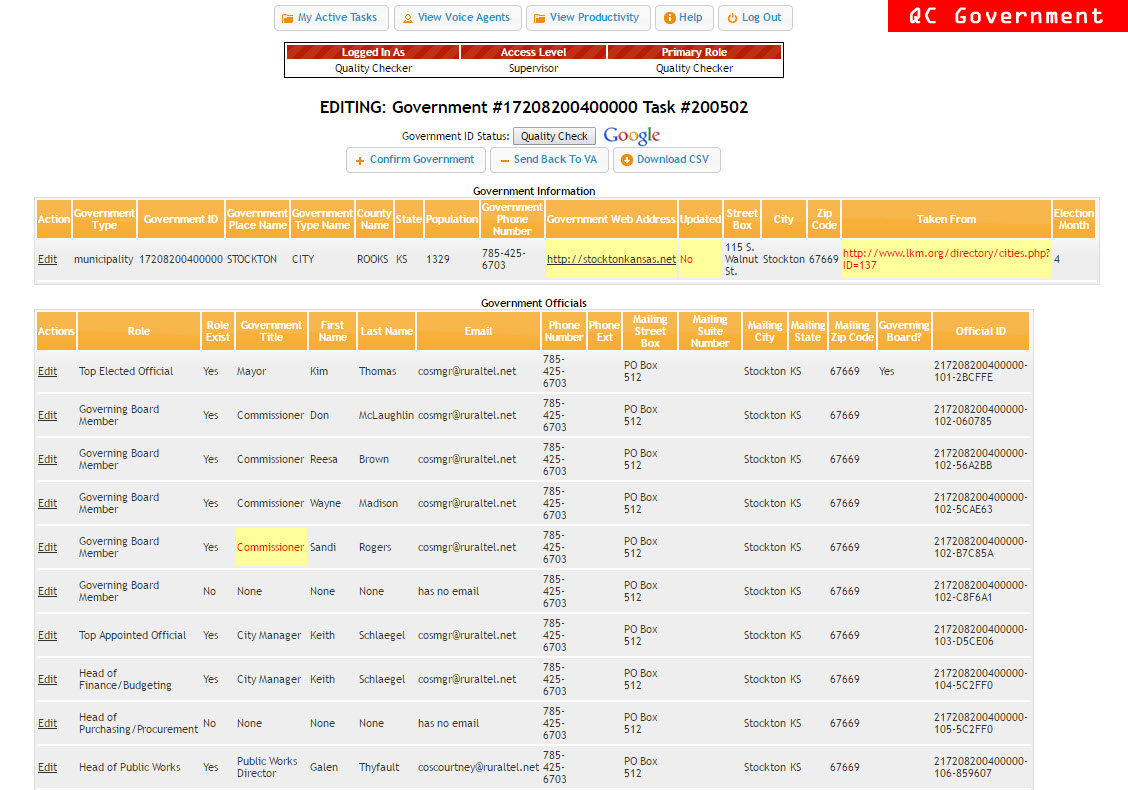 My Active Tasks View Voice Agents View Productivity Help Log Out
QC Government
Logged In As Access Level Primary Role
Quality Checker Supervisor Quality Checker
EDITING: Government #17208200400000 Task #200502
Government ID Status: Quality Check Google
Confirm Government Send Back To VA Download CSV
Government Information
Action Government Type Government ID Government Place Name Government Type Name County Name State Population Government Phone Number Government Web Address Updated Street Box City Zip Code Taken From Election Month
Edit municipality 17208200400000 STOCKTON CITY ROOKS KS 1329 785-425-6703 http://stocktonkansas.net No 115 S. Walnut St. Stockton 67669 http://www.lkm.org/directory/cities.php?ID=137 4
Government Officials
Actions Role Role Exist Government Title First Name Last Name Email Phone Number Phone Ext Mailing Street Box Mailing Suite Number Mailing City Mailing State Mailing Zip Code Governing Board? Official ID
Edit Top Elected Official Yes Mayor Kim Thomas cosmgr@ruraltel.net 785-425-6703 PO Box 512 Stockton KS 67669 Yes 217208200400000-101-2BCFFE
Edit Governing Board Member Yes Commissioner Don McLaughlin cosmgr@ruraltel.net 785-425-6703 PO Box 512 Stockton KS 67669 217208200400000-102-060785
Edit Governing Board Member Yes Commissioner Reesa Brown cosmgr@ruraltel.net 785-425-6703 PO Box 512 Stockton KS 67669 217208200400000-102-56A2BB
Edit Governing Board Member Yes Commissioner Wayne Madison cosmgr@ruraltel.net 785-425-6703 PO Box 512 Stockton KS 67669 217208200400000-102-5CAE63
Edit Governing Board Member Yes Commissioner Sandi Rogers cosmgr@ruraltel.net 785-425-6703 PO Box 512 Stockton KS 67669 217208200400000-102-B7C85A
Edit Governing Board Member No None None None has no email 785-425-6703 PO Box 512 Stockton KS 67669 217208200400000-102-C8F6A1
Edit Top Appointed Official Yes City Manager Keith Schlaegel cosmgr@ruraltel.net 785-425-6703 PO Box 512 Stockton KS 67669 217208200400000-103-D5CE06
Edit Head of Finance/Budgeting Yes City Manager Keith Schlaegel cosmgr@ruraltel.net 785-425-6703 PO Box 512 Stockton KS 67669 217208200400000-104-5C2FF0
Edit Head of Purchasing/Procurement No None None None has no email 785-425-6703 PO Box 512 Stockton KS 67669 217208200400000-105-5C2FF0
Edit Head of Public Works Yes Public Works Director Galen Thyfault coscourtney@ruraltel.net 785-425-6703 PO Box 512 Stockton KS 67669 217208200400000-106-859607